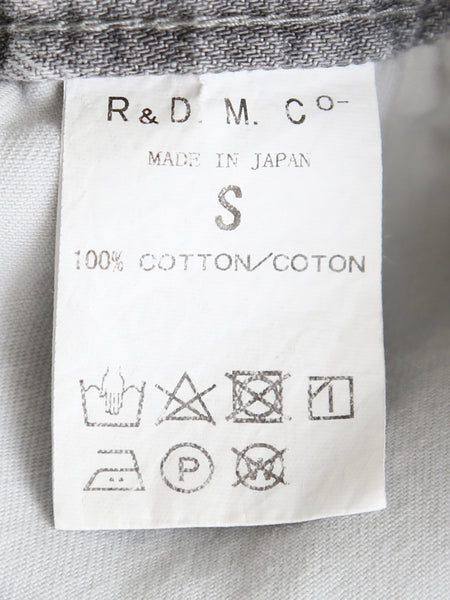 R & D. M. Co-
MADE IN JAPAN
S
100% COTTON/COTON
P W